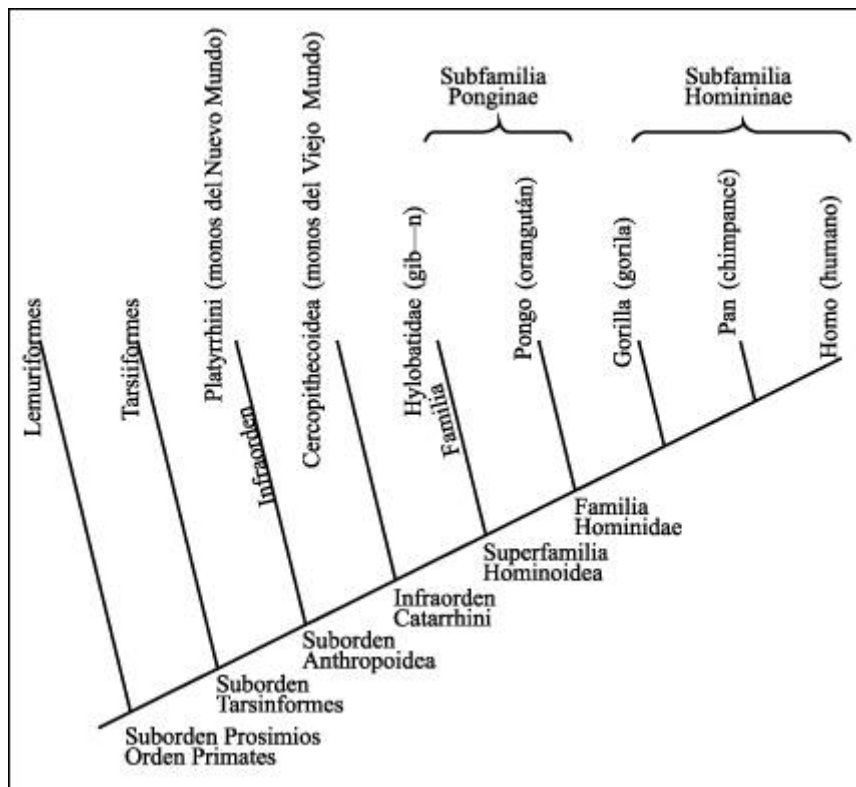 Subfamilia
Ponginae
Subfamilia
Homininae
Lemuriformes
Tarsiiformes
Platyrrhini (monos del Nuevo Mundo)
Infraorden
Cercopithecoidea (monos del Viejo Mundo)
Hylobatidae (gib—n)
Familia
Pongo (orangután)
Gorilla (gorila)
Pan (chimpancé)
Homo (humano)
Familia
Hominidae
Superfamilia
Hominoidea
Infraorden
Catarrhini
Suborden
Anthropoidea
Suborden
Tarsinformes
Suborden Prosimios
Orden Primates